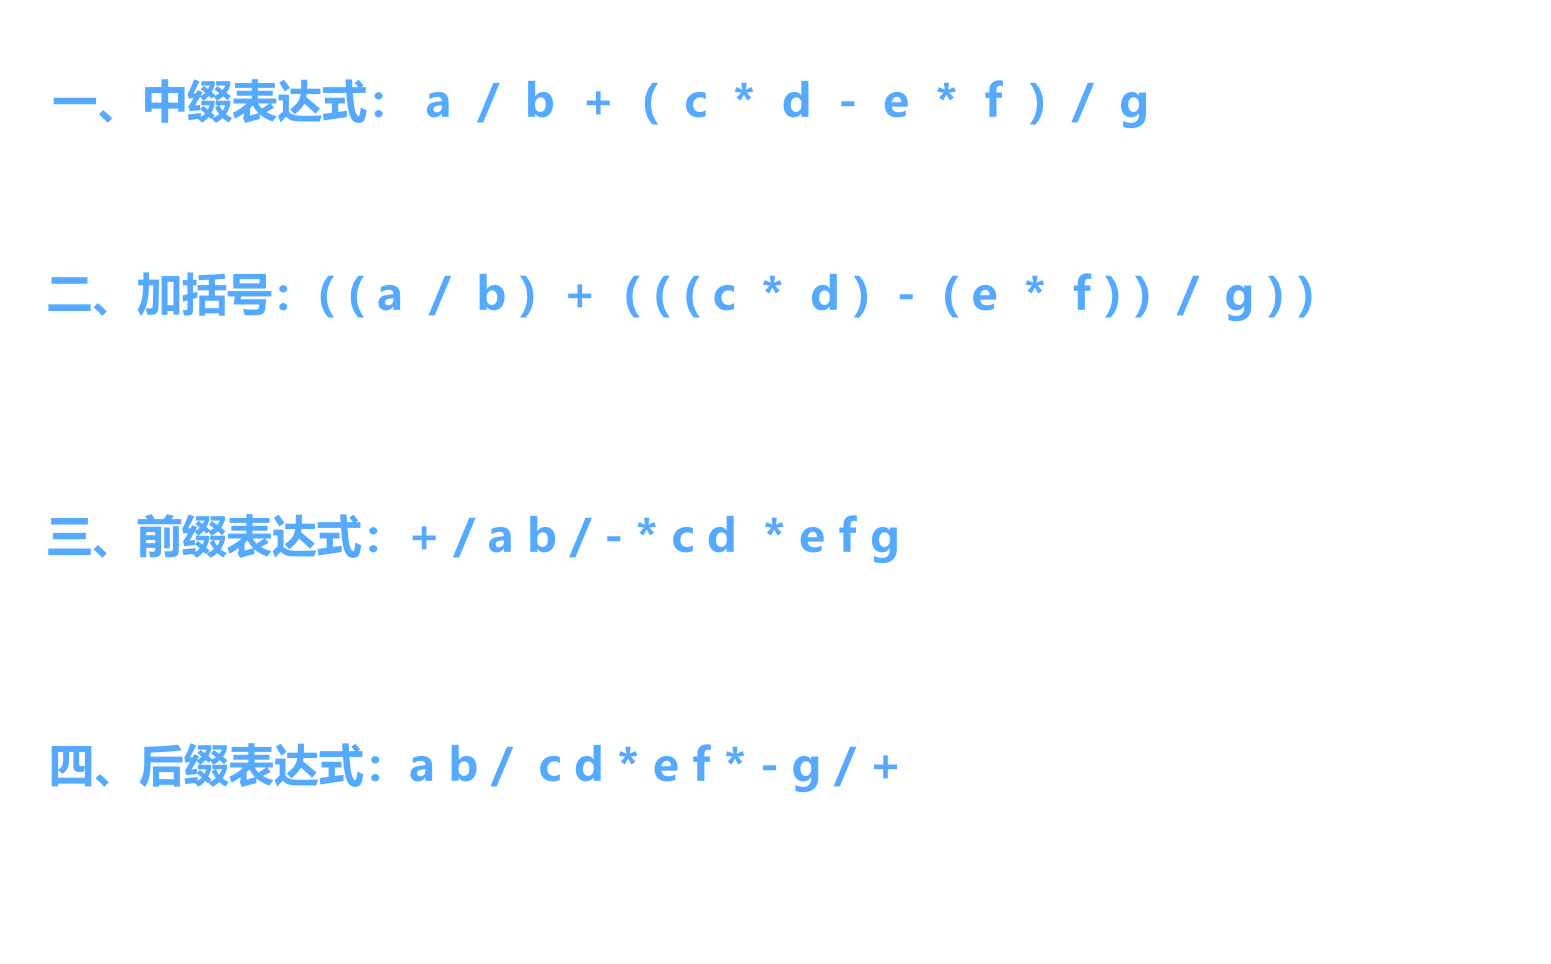 一、中缀表达式： a / b + ( c * d - e * f ) / g
二、加括号：( ( a / b ) + ( ( ( c * d ) - ( e * f ) ) / g ) )
三、前缀表达式：+ / a b / - * c d * e f g
四、后缀表达式：a b / c d * e f * - g / +